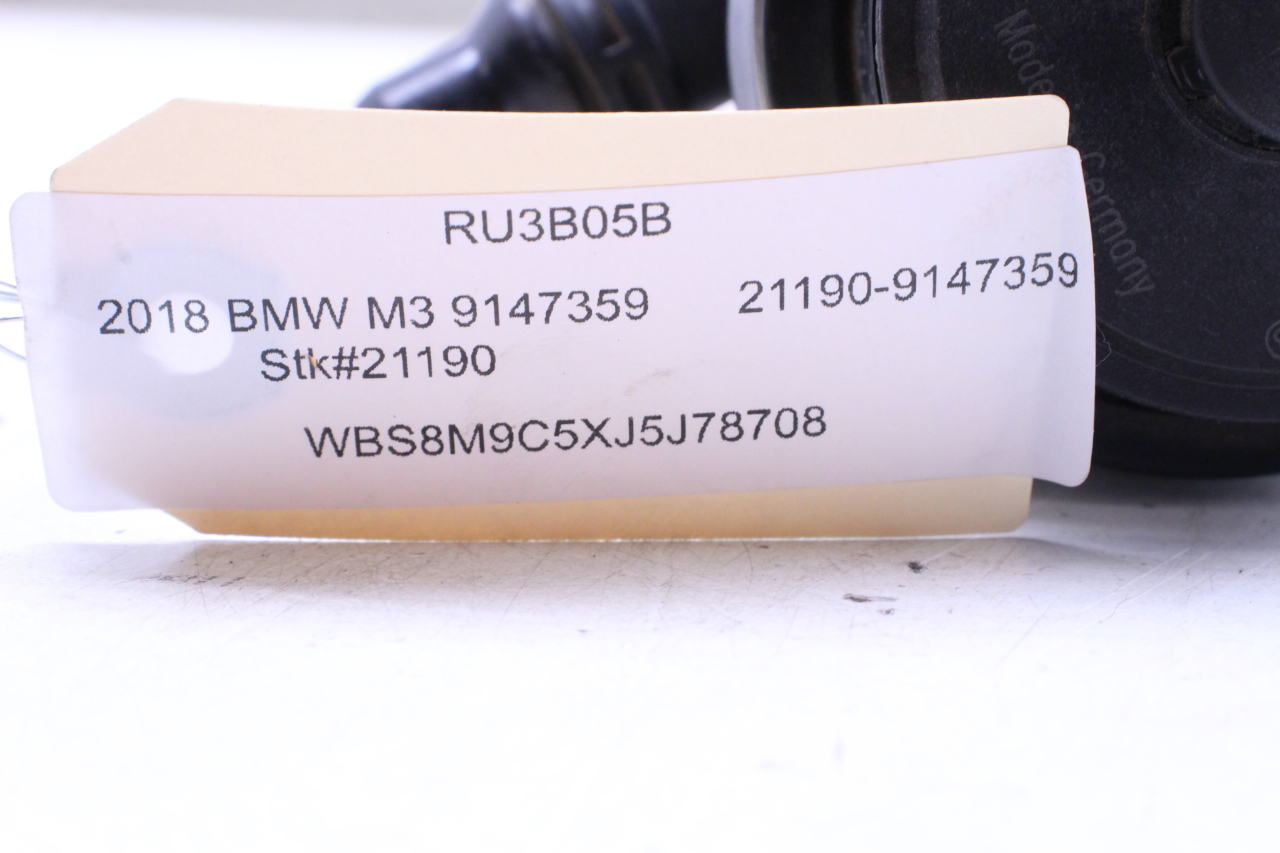 RU3B05B
2018 BMW M3 9147359 21190-9147359
Stk#21190
WBS8M9C5XJ5J78708
Made in Germany